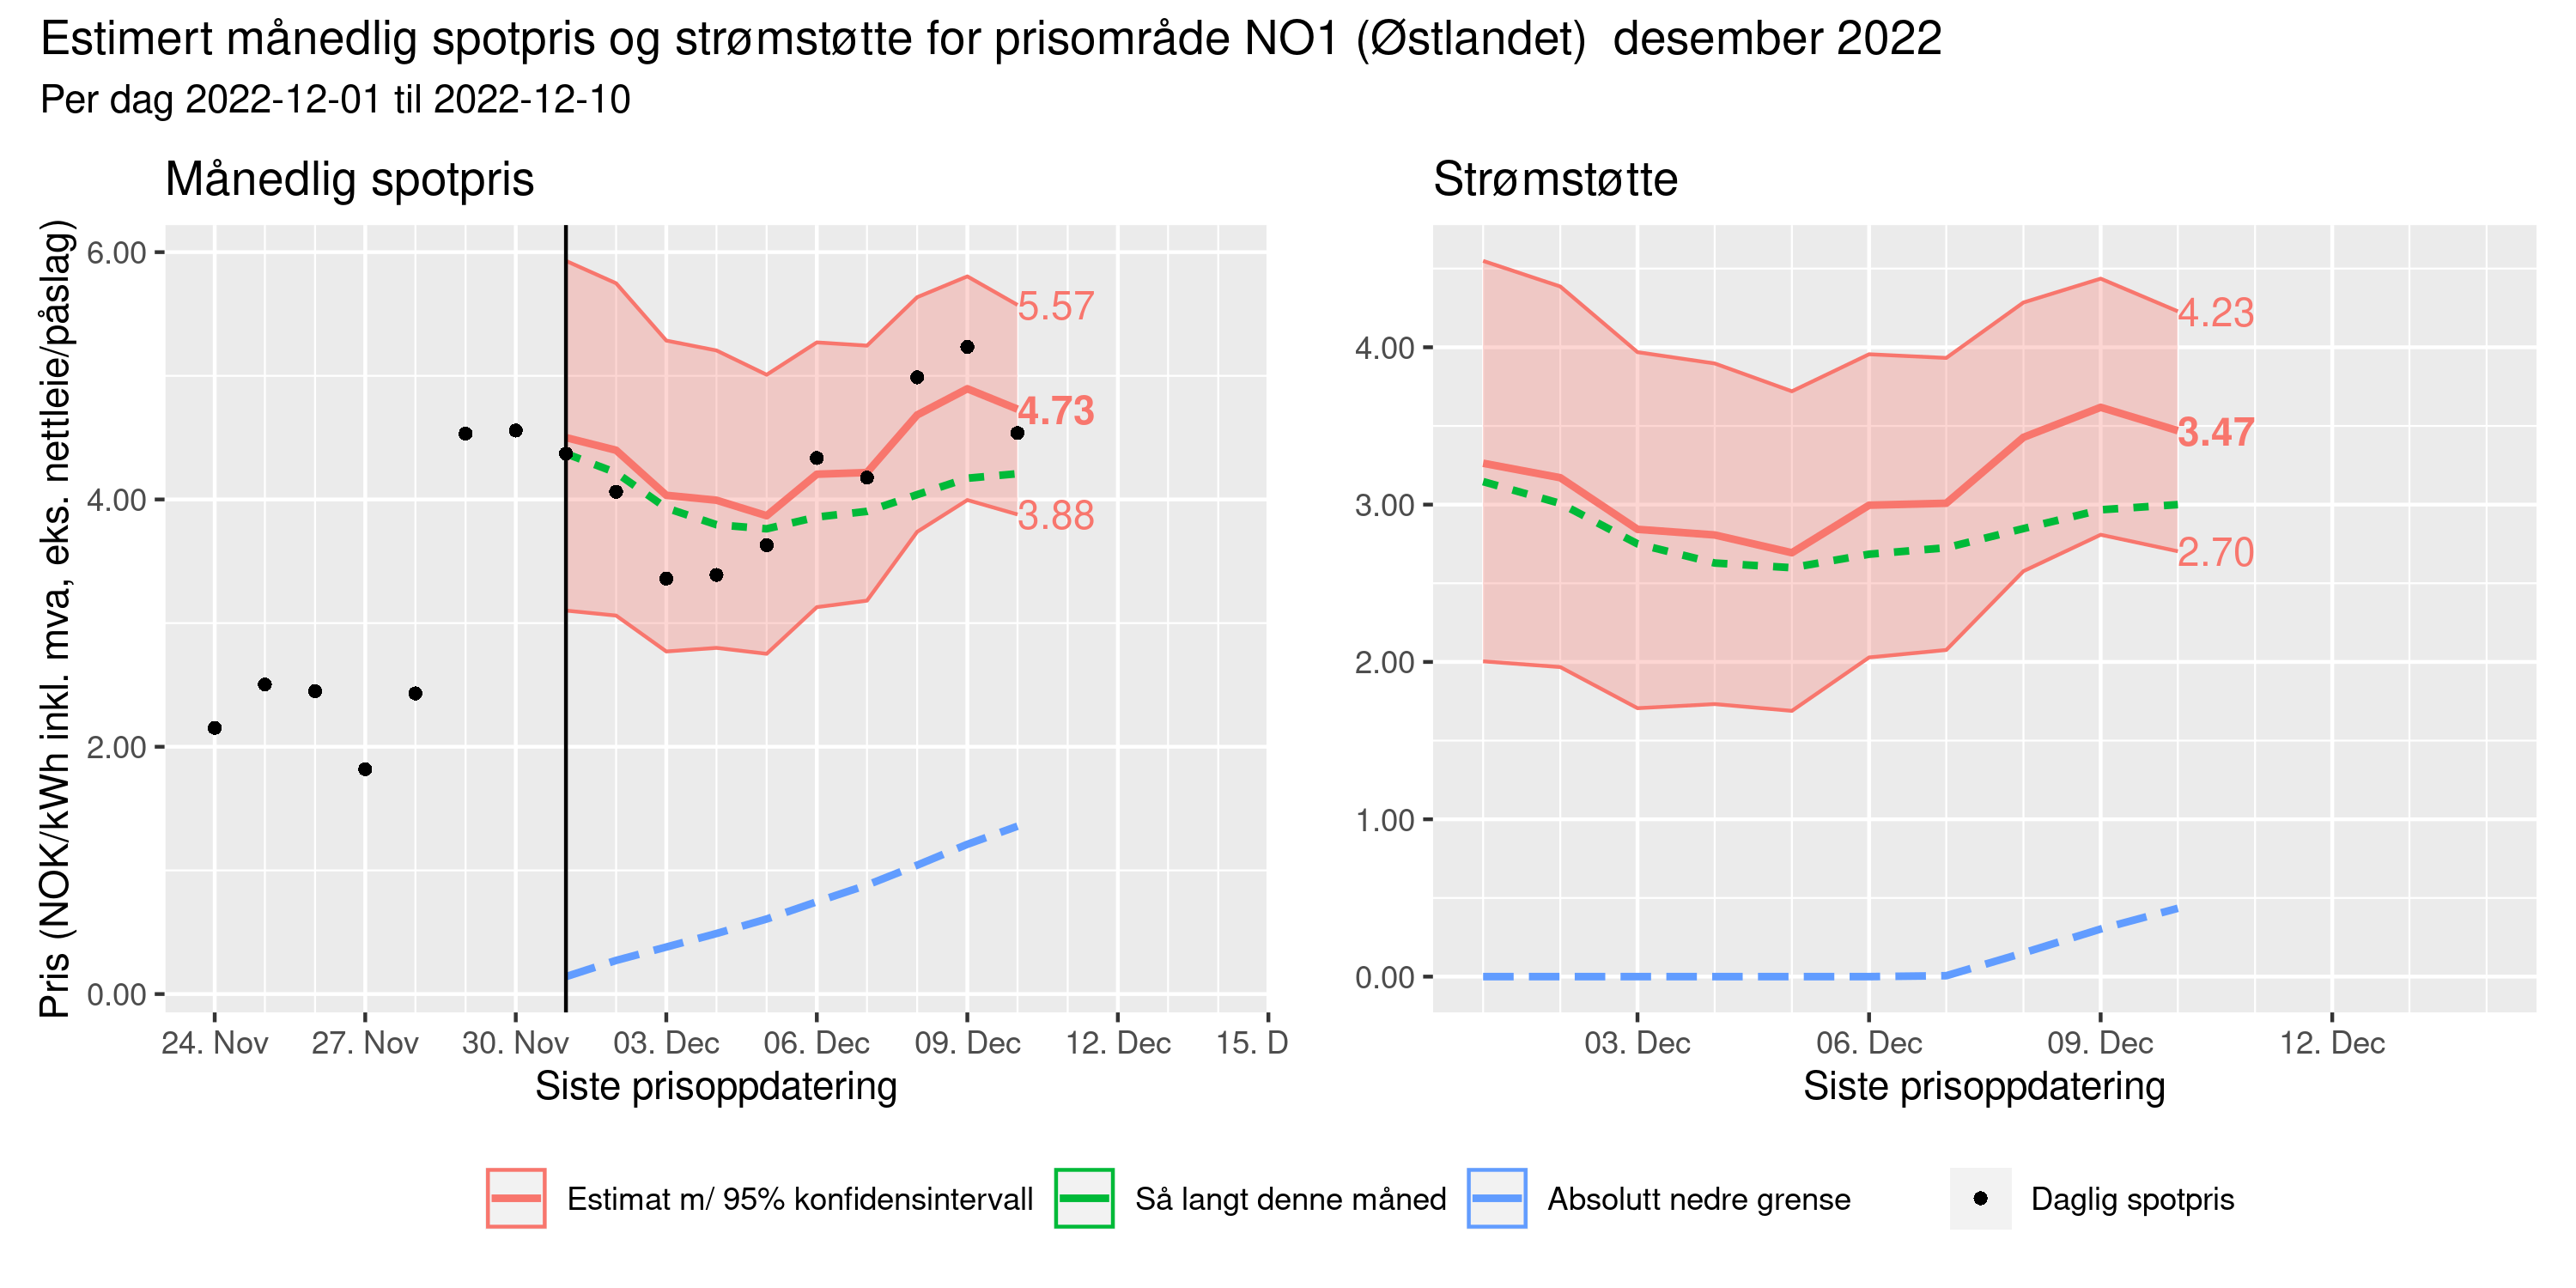 Estimert månedlig spotpris og strømstøtte for prisområde NO1 (Østlandet)  desember 2022
Per dag 2022-12-01 til 2022-12-10
Månedlig spotpris
Pris (NOK/kWh inkl. mva, eks. nettleie/påslag)
6.00
4.00
2.00
0.00
5.57
4.73
3.88
24. Nov
27. Nov
30. Nov
03. Dec
06. Dec
09. Dec
12. Dec
15. D
Siste prisoppdatering
Strømstøtte
4.00
3.00
2.00
1.00
0.00
4.23
3.47
2.70
03. Dec
06. Dec
09. Dec
12. Dec
Siste prisoppdatering
Estimat m/ 95% konfidensintervall
Så langt denne måned
Absolutt nedre grense
Daglig spotpris